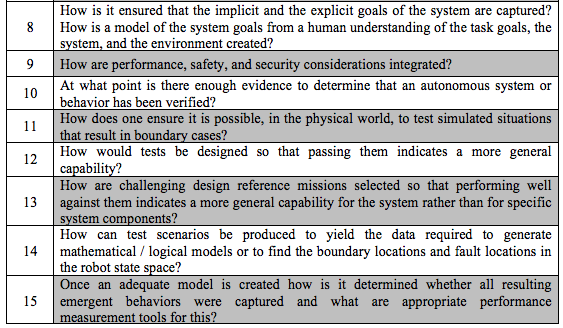 8 How is it ensured that the implicit and the explicit goals of the system are captured?
How is a model of the system goals from a human understanding of the task goals, the
system, and the environment created?
9 How are performance, safety, and security considerations integrated?
10 At what point is there enough evidence to determine that an autonomous system or
behavior has been verified?
11 How does one ensure it is possible, in the physical world, to test simulated situations
that result in boundary cases?
12 How would tests be designed so that passing them indicates a more general
capability?
13 How are challenging design reference missions selected so that performing well
against them indicates a more general capability for the system rather than for specific
system components?
14 How can test scenarios be produced to yield the data required to generate
mathematical / logical models or to find the boundary locations and fault locations in
the robot state space?
15 Once an adequate model is created how is it determined whether all resulting
emergent behaviors were captured and what are appropriate performance
measurement tools for this?